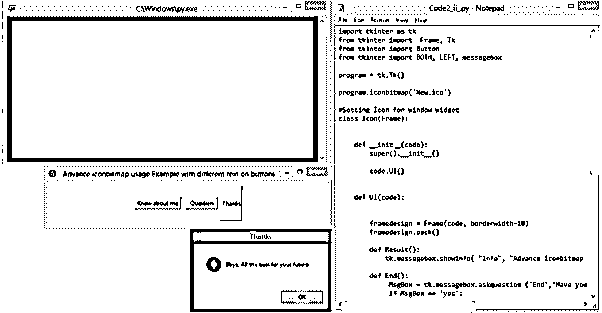 C:\Windows\py.exe
Advance iconbitmap usage Example with different text on buttons
Know about me
Question
Thanks
Thanks
All the best for your future
OK
Code2_ii_py - Notepad
File Edit Format View Help
import tkinter as tk
from tkinter import Frame, Tk
from tkinter import Button
from tkinter import BOTH, LEFT, messagebox
program = tk.Tk()
program.iconbitmap('New.ico')
#Setting Icon for window widget
class Icon(Frame):
def __init__(code):
super().__init__()
code.UI()
def UI(code):
framedesign = Frame(code, borderwidth=10)
framedesign.pack()
def Result():
tk.messagebox.showinfo( "Info", "Advance iconbitmap
def End():
MsgBox = tk.messagebox.askquestion ("End","Have you
if MsgBox == 'yes':